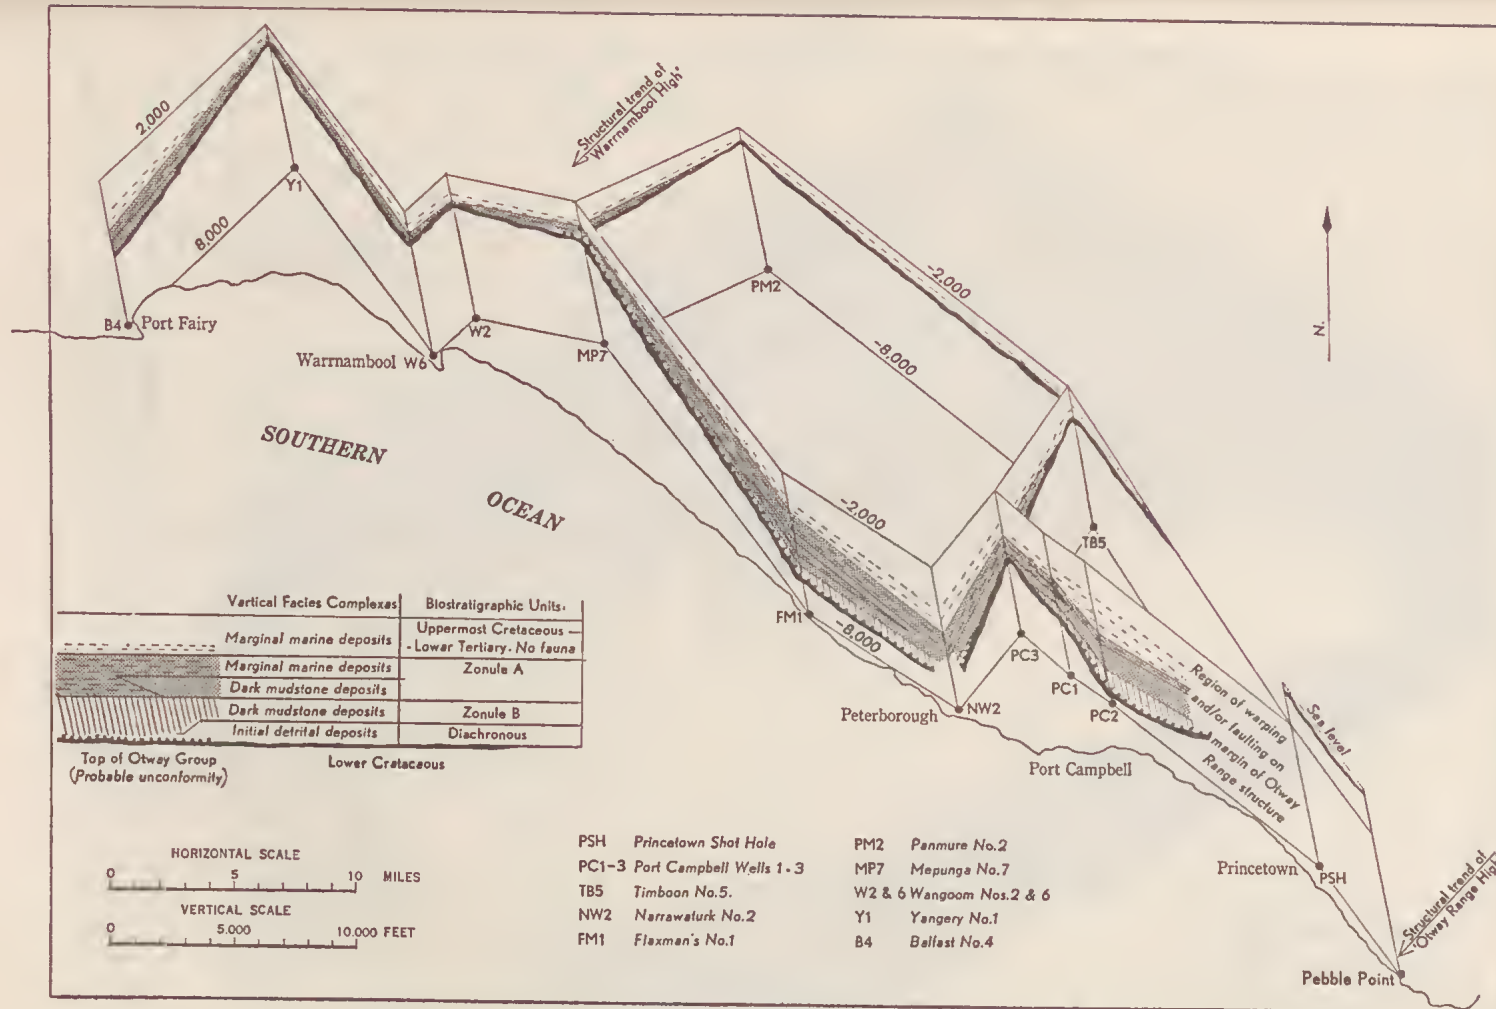 2,000
Y1
8,000
B4
Port Fairy
Structural trend of
"Warrnambool High"
W2
Warrnambool W6
MP7
PM2
-2,000
-8,000
N.
SOUTHERN
OCEAN
-2,000
TB5
FM1
-8,000
PC3
PC1
PC2
Peterborough
NW2
Port Campbell
Region of warping
and/or faulting on
margin of Otway
Range structure
Sea level
Princetown
PSH
Structural trend of
"Otway Range High"
Pebble Point
Vertical Facies Complexes Biostratigraphic Units.
Marginal marine deposits Uppermost Cretaceous —
- Lower Tertiary. No fauna
Marginal marine deposits Zonule A
Dark mudstone deposits
Dark mudstone deposits Zonule B
Initial detrital deposits Diachronous
Top of Otway Group
(Probable unconformity)
Lower Cretaceous
HORIZONTAL SCALE
0 5 10 MILES
VERTICAL SCALE
0 5.000 10.000 FEET
PSH Princetown Shot Hole
PC1-3 Port Campbell Wells 1-3
TB5 Timboon No.5.
NW2 Narrawaturk No.2
FM1 Flaxman's No.1
PM2 Panmure No.2
MP7 Mepunga No.7
W2 & 6 Wangoom Nos.2 & 6
Y1 Yangery No.1
B4 Belfast No.4